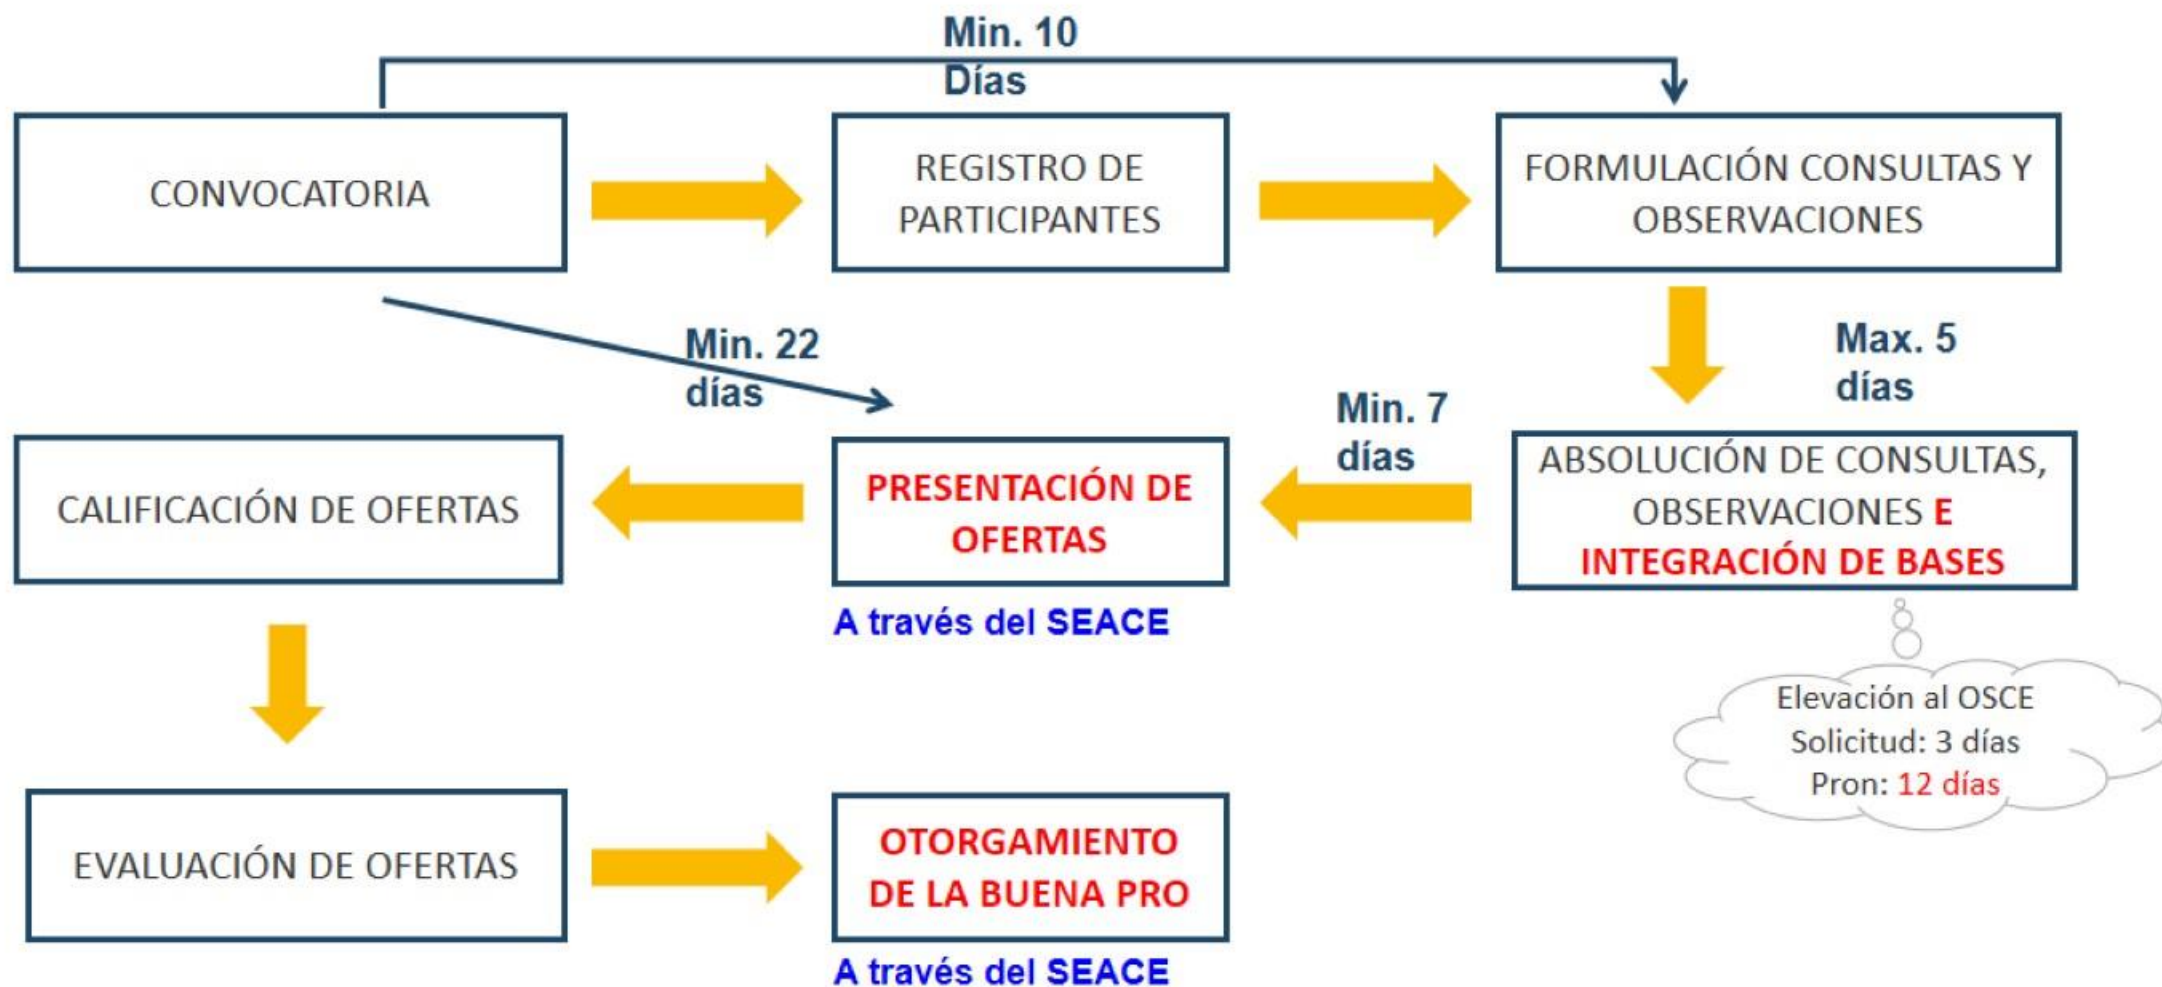 Min. 10
Días
CONVOCATORIA
REGISTRO DE
PARTICIPANTES
FORMULACIÓN CONSULTAS Y
OBSERVACIONES
Min. 22
días
Max. 5
días
Min. 7
días
CALIFICACIÓN DE OFERTAS
PRESENTACIÓN DE
OFERTAS
A través del SEACE
ABSOLUCIÓN DE CONSULTAS,
OBSERVACIONES E
INTEGRACIÓN DE BASES
Elevación al OSCE
Solicitud: 3 días
Pron: 12 días
EVALUACIÓN DE OFERTAS
OTORGAMIENTO
DE LA BUENA PRO
A través del SEACE